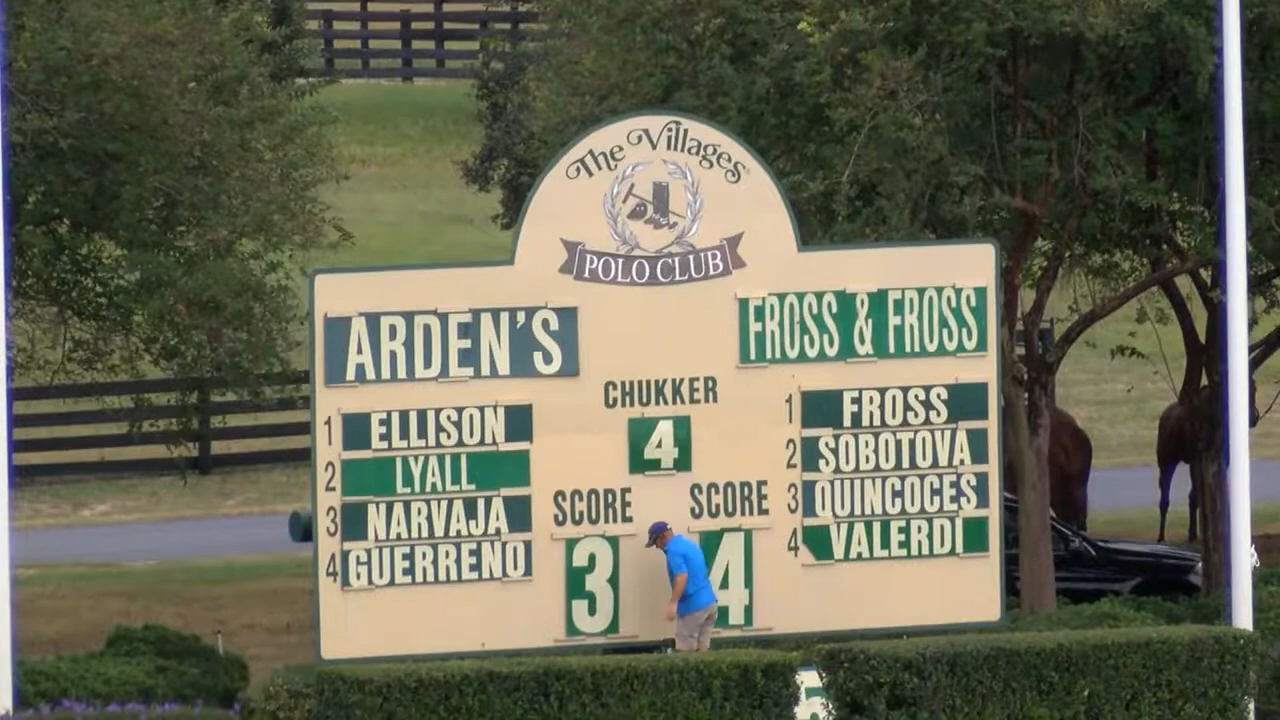 The Villages
POLO CLUB
ARDEN'S
FROSS & FROSS
CHUKKER
4
1 ELLISON
2 LYALL
3 NARVAJA
4 GUERRENO
1 FROSS
2 SOBOTOVA
3 QUINCOCES
4 VALERDI
SCORE
3
SCORE
4